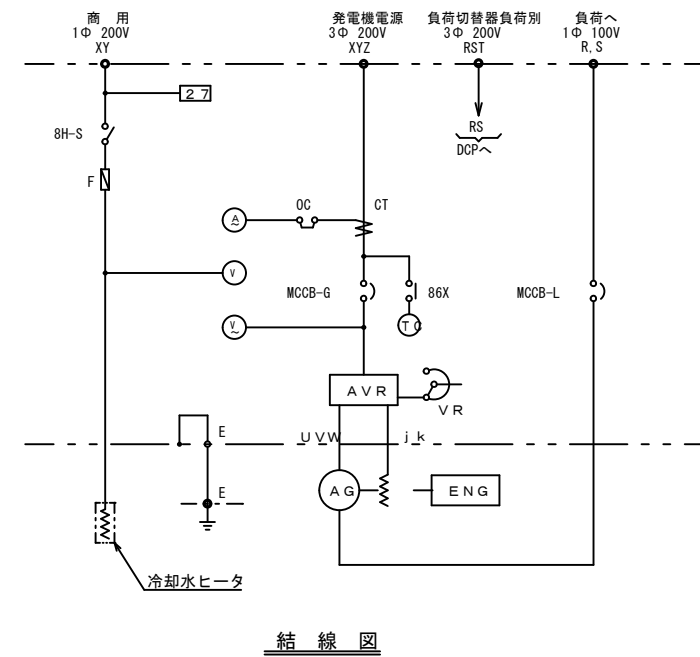 商　用
1Φ 200V
XY
発電機電源
3Φ 200V
XYZ
負荷切替器負荷別
3Φ 200V
RST
負荷へ
1Φ 100V
R,S
２７
8H-S
RS
DCPへ
F
OC
CT
A
V
MCCB-G
86X
MCCB-L
V
ＴＣ
ＡＶＲ
ＶＲ
E
ＵＶＷ
ｊｋ
E
ＡＧ
ＥＮＧ
冷却水ヒータ
結　線　図